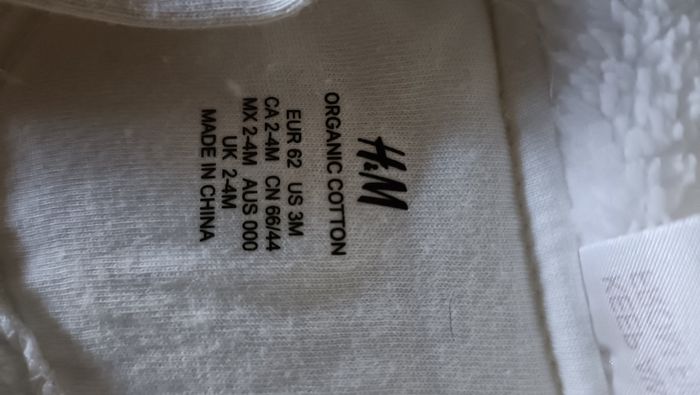 H&M
ORGANIC COTTON
EUR 62 US 3M
CA 2-4M CN 66/44
MX 2-4M AUS 000
UK 2-4M
MADE IN CHINA
KEEP